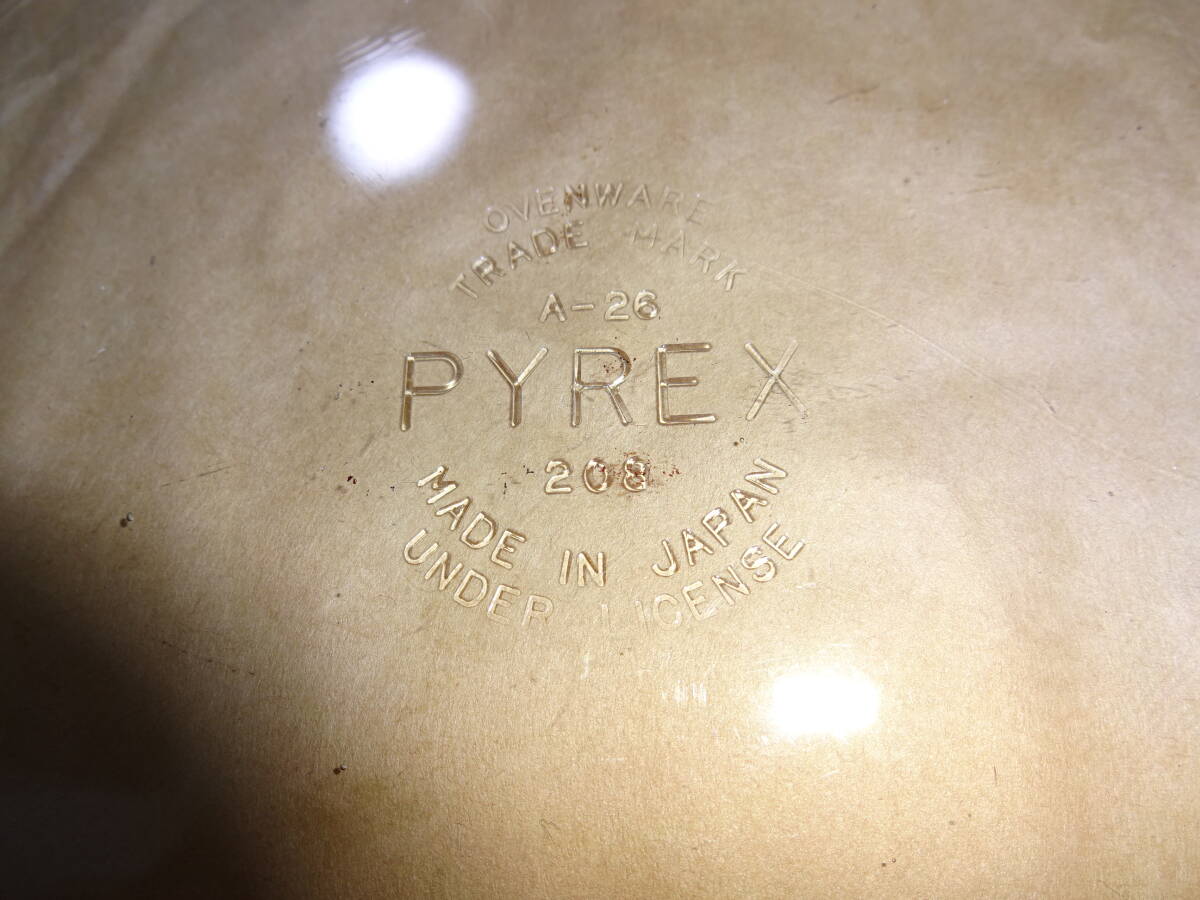 OVENWARE
TRADE MARK
A-26
PYREX
208
MADE IN JAPAN
UNDER LICENSE